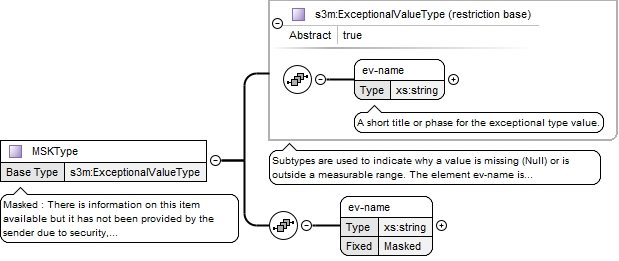 s3m:ExceptionalValueType (restriction base)
Abstract true
ev-name
Type xs:string
A short title or phase for the exceptional type value.
MSKType
Base Type s3m:ExceptionalValueType
Subtypes are used to indicate why a value is missing (Null) or is
outside a measurable range. The element ev-name is...
Masked : There is information on this item
available but it has not been provided by the
sender due to security,...
ev-name
Type xs:string
Fixed Masked